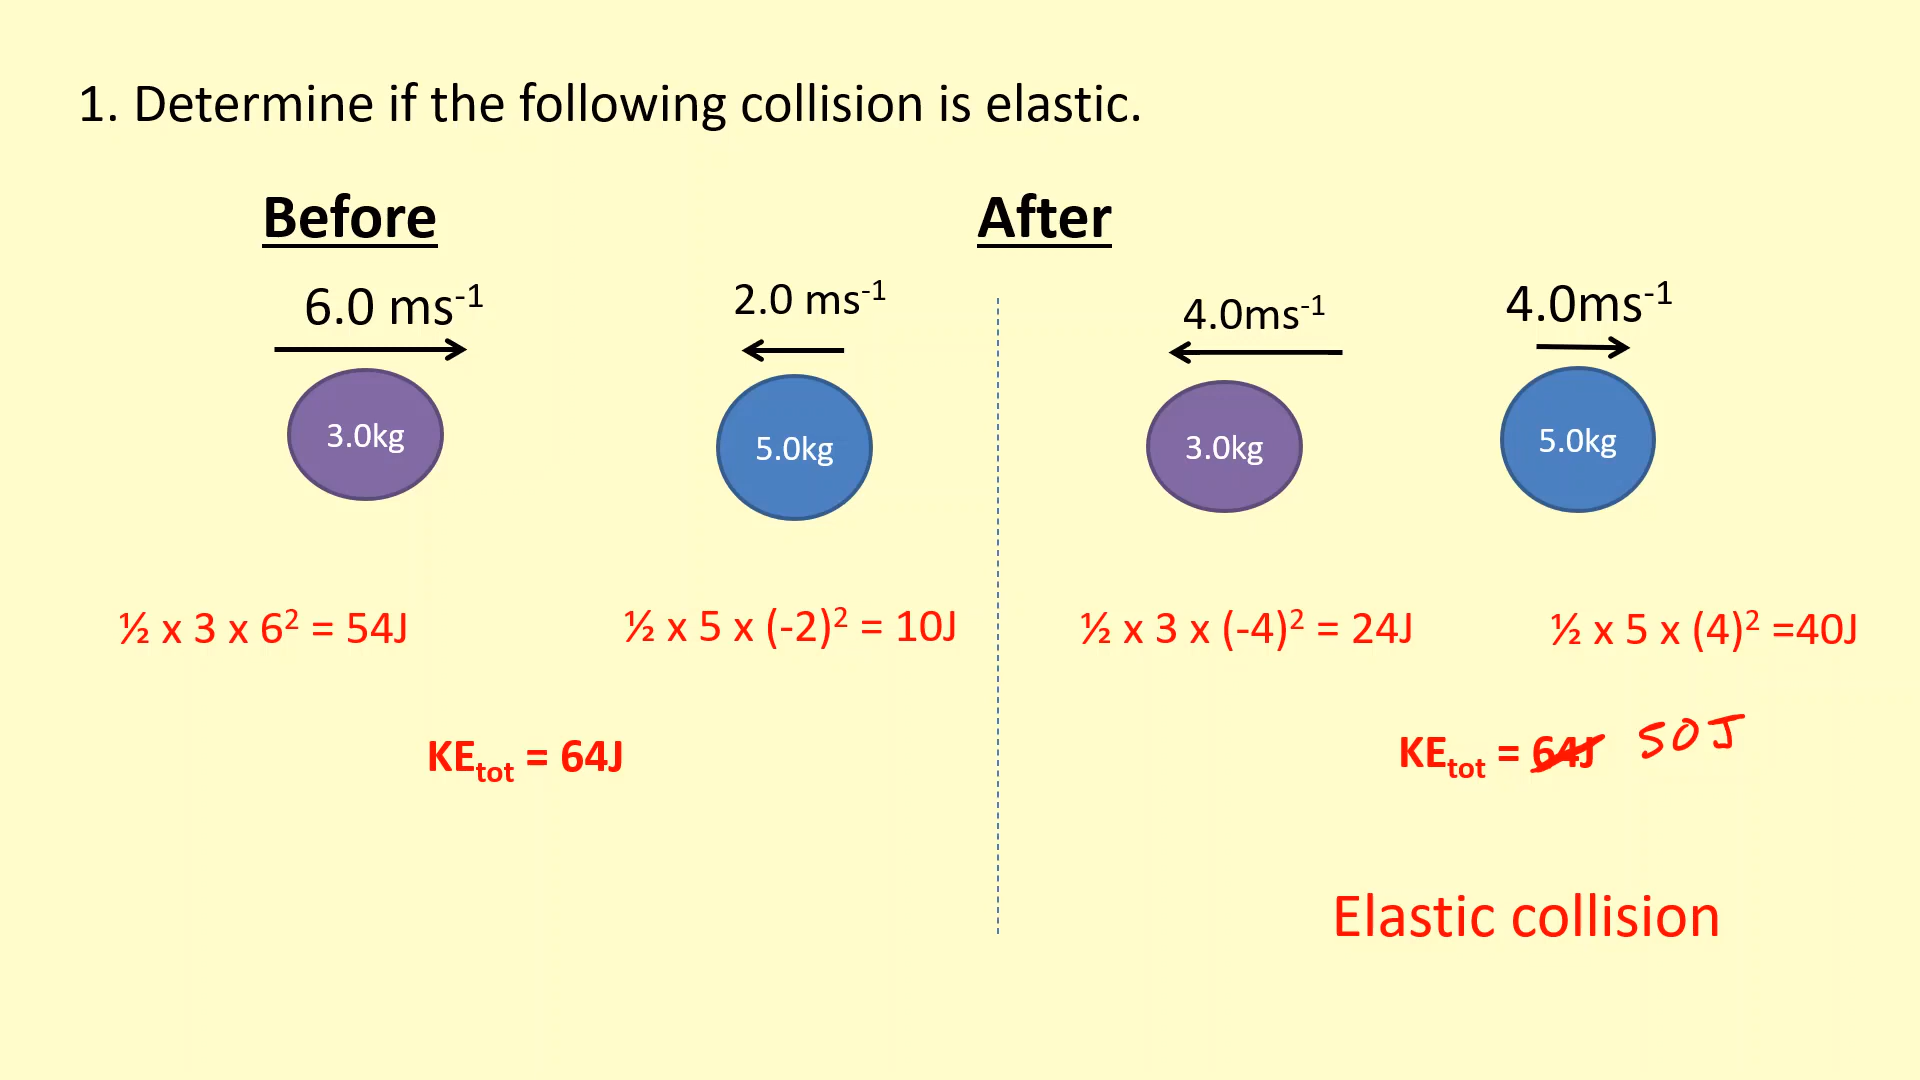 1. Determine if the following collision is elastic.
Before
After
6.0 ms⁻¹
2.0 ms⁻¹
4.0ms⁻¹
4.0ms⁻¹
3.0kg
5.0kg
3.0kg
5.0kg
½ x 3 x 6² = 54J
½ x 5 x (-2)² = 10J
½ x 3 x (-4)² = 24J
½ x 5 x (4)² =40J
KEtot = 64J
KEtot = 64J 50J
Elastic collision